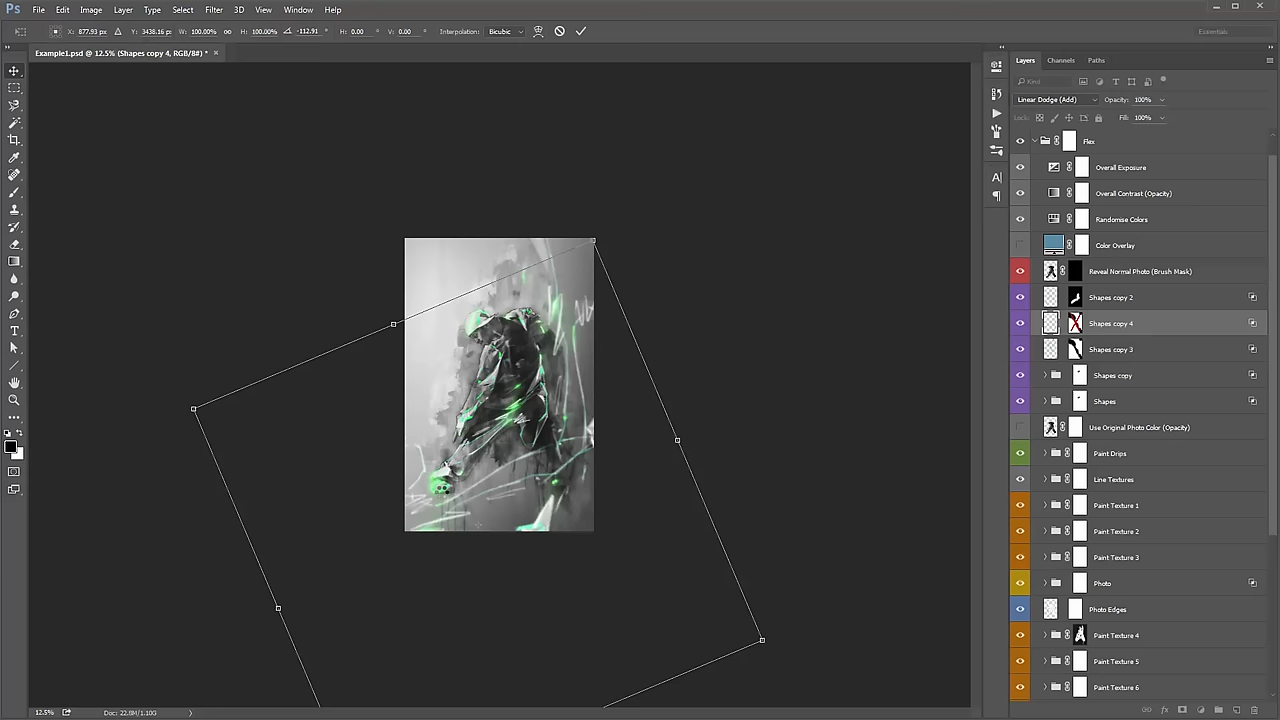 Ps File Edit Image Layer Type Select Filter 3D View Window Help
X: 877.93 px Y: 3438.16 px W: 100.00% H: 100.00% -112.91 ° H: 0.00 ° V: 0.00 ° Interpolation: Bicubic Essentials
Example1.psd @ 12.5% (Shapes copy 4, RGB/8#) * ×
Layers Channels Paths
Kind
Linear Dodge (Add) Opacity: 100%
Lock: Fill: 100%
Flex
Overall Exposure
Overall Contrast (Opacity)
Randomise Colors
Color Overlay
Reveal Normal Photo (Brush Mask)
Shapes copy 2
Shapes copy 4
Shapes copy 3
Shapes copy
Shapes
Use Original Photo Color (Opacity)
Paint Drips
Line Textures
Paint Texture 1
Paint Texture 2
Paint Texture 3
Photo
Photo Edges
Paint Texture 4
Paint Texture 5
Paint Texture 6
12.5% Doc: 22.8M/1.10G